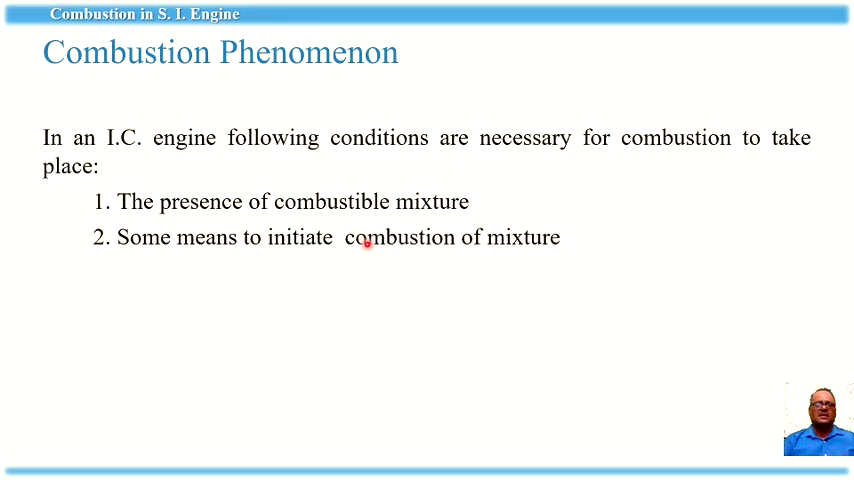 Combustion in S. I. Engine
Combustion Phenomenon
In an I.C. engine following conditions are necessary for combustion to take
place:
1. The presence of combustible mixture
2. Some means to initiate combustion of mixture